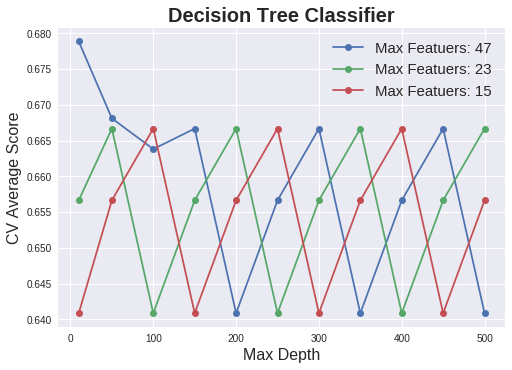 Decision Tree Classifier
Max Featuers: 47
Max Featuers: 23
Max Featuers: 15
CV Average Score
0.680
0.675
0.670
0.665
0.660
0.655
0.650
0.645
0.640
0 100 200 300 400 500
Max Depth